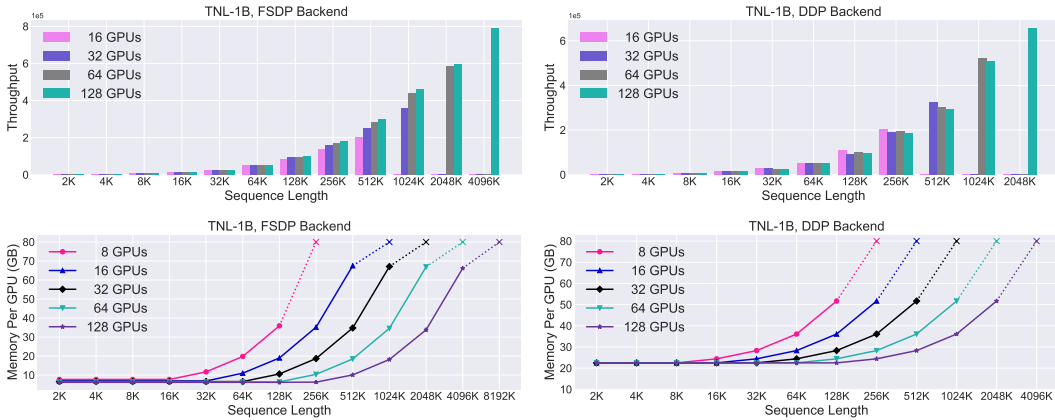 TNL-1B, FSDP Backend
1e5
8
6
4
2
0
Throughput
16 GPUs
32 GPUs
64 GPUs
128 GPUs
2K 4K 8K 16K 32K 64K 128K 256K 512K 1024K 2048K 4096K
Sequence Length
TNL-1B, DDP Backend
1e5
6
4
2
0
Throughput
16 GPUs
32 GPUs
64 GPUs
128 GPUs
2K 4K 8K 16K 32K 64K 128K 256K 512K 1024K 2048K
Sequence Length
TNL-1B, FSDP Backend
80
70
60
50
40
30
20
10
Memory Per GPU (GB)
8 GPUs
16 GPUs
32 GPUs
64 GPUs
128 GPUs
2K 4K 8K 16K 32K 64K 128K 256K 512K 1024K 2048K 4096K 8192K
Sequence Length
TNL-1B, DDP Backend
80
70
60
50
40
30
20
10
Memory Per GPU (GB)
8 GPUs
16 GPUs
32 GPUs
64 GPUs
128 GPUs
2K 4K 8K 16K 32K 64K 128K 256K 512K 1024K 2048K 4096K
Sequence Length